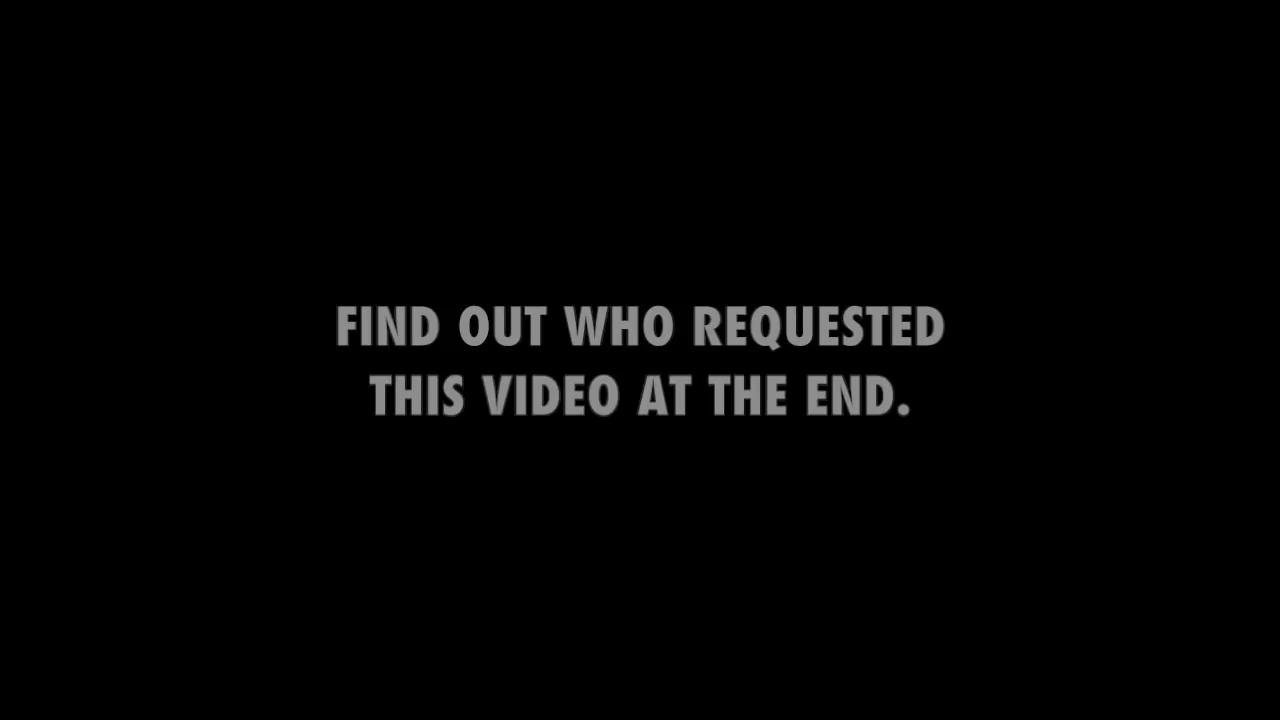 FIND OUT WHO REQUESTED
THIS VIDEO AT THE END.